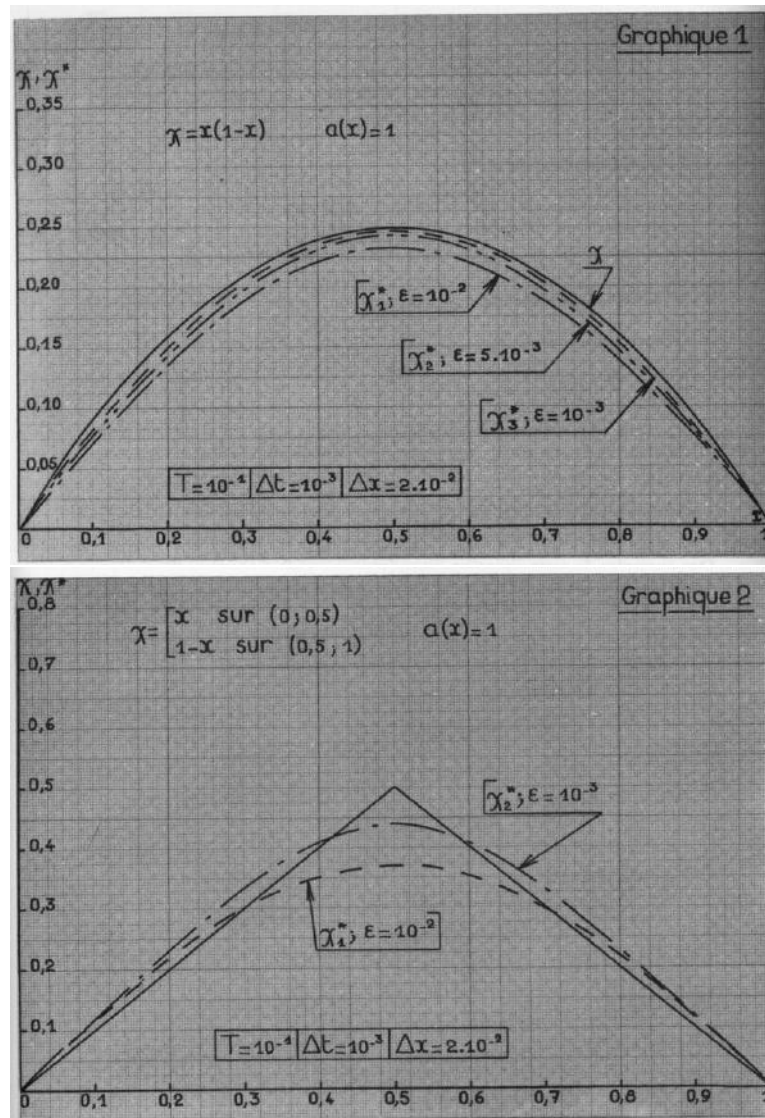 Graphique 1
χ, χ*
0,35
χ=x(1-x) a(x)=1
0,30
0,25
χ
0,20
χ₁*; ε=10⁻²
0,15
χ₂*; ε=5.10⁻³
0,10
χ₃*; ε=10⁻³
0,05
T=10⁻¹ Δt=10⁻³ Δx=2.10⁻²
x
0 0,1 0,2 0,3 0,4 0,5 0,6 0,7 0,8 0,9 1
χ, χ*
0,8
Graphique 2
χ= x sur (0;0,5)
1-x sur (0,5;1)
a(x)=1
0,7
0,6
0,5
χ₂*; ε=10⁻³
0,4
0,3
χ₁*; ε=10⁻²
0,2
0,1
T=10⁻¹ Δt=10⁻³ Δx=2.10⁻²
0 0,1 0,2 0,3 0,4 0,5 0,6 0,7 0,8 0,9 1